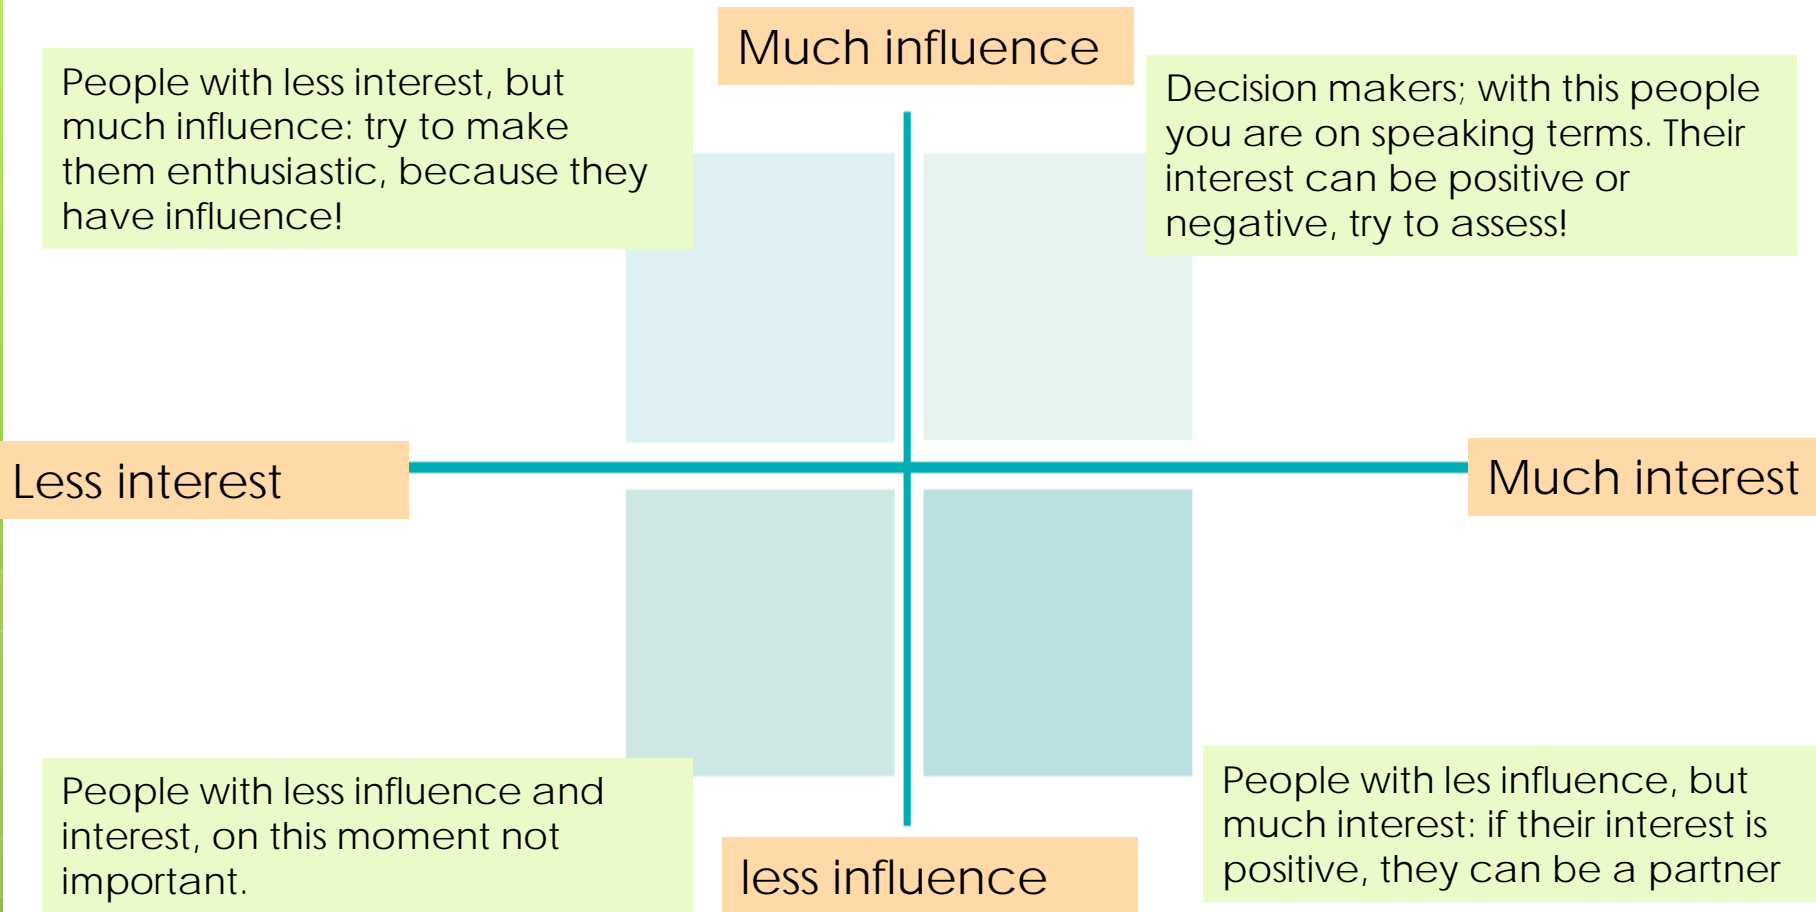 Much influence
People with less interest, but
much influence: try to make
them enthusiastic, because they
have influence!
Decision makers; with this people
you are on speaking terms. Their
interest can be positive or
negative, try to assess!
Less interest
Much interest
People with less influence and
interest, on this moment not
important.
less influence
People with les influence, but
much interest: if their interest is
positive, they can be a partner